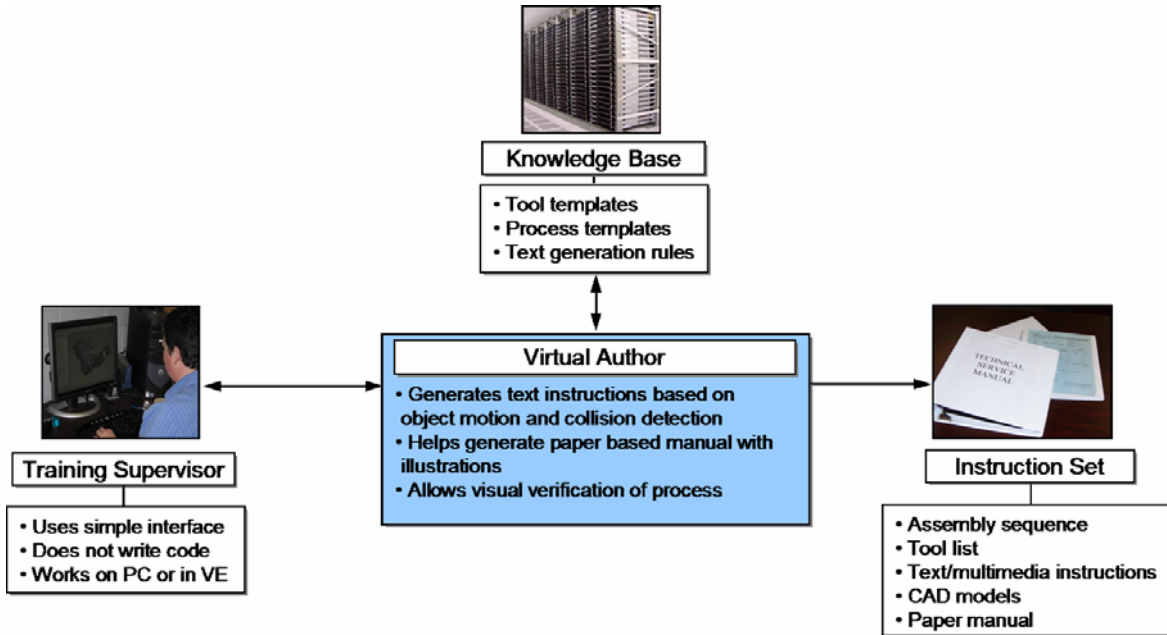 Knowledge Base
• Tool templates
• Process templates
• Text generation rules
Virtual Author
• Generates text instructions based on
object motion and collision detection
• Helps generate paper based manual with
illustrations
• Allows visual verification of process
Training Supervisor
• Uses simple interface
• Does not write code
• Works on PC or in VE
TECHNICAL
SERVICE
MANUAL
Instruction Set
• Assembly sequence
• Tool list
• Text/multimedia instructions
• CAD models
• Paper manual